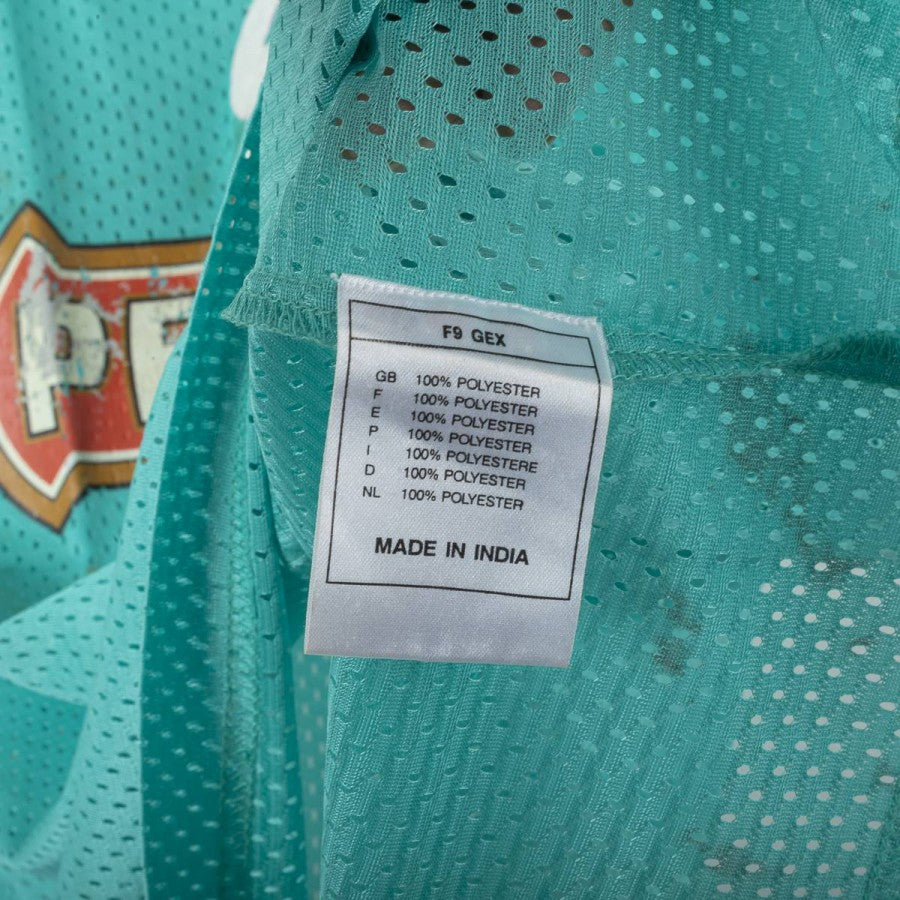 F9 GEX
GB 100% POLYESTER
F 100% POLYESTER
E 100% POLYESTER
P 100% POLYESTER
I 100% POLYESTERE
D 100% POLYESTER
NL 100% POLYESTER
MADE IN INDIA